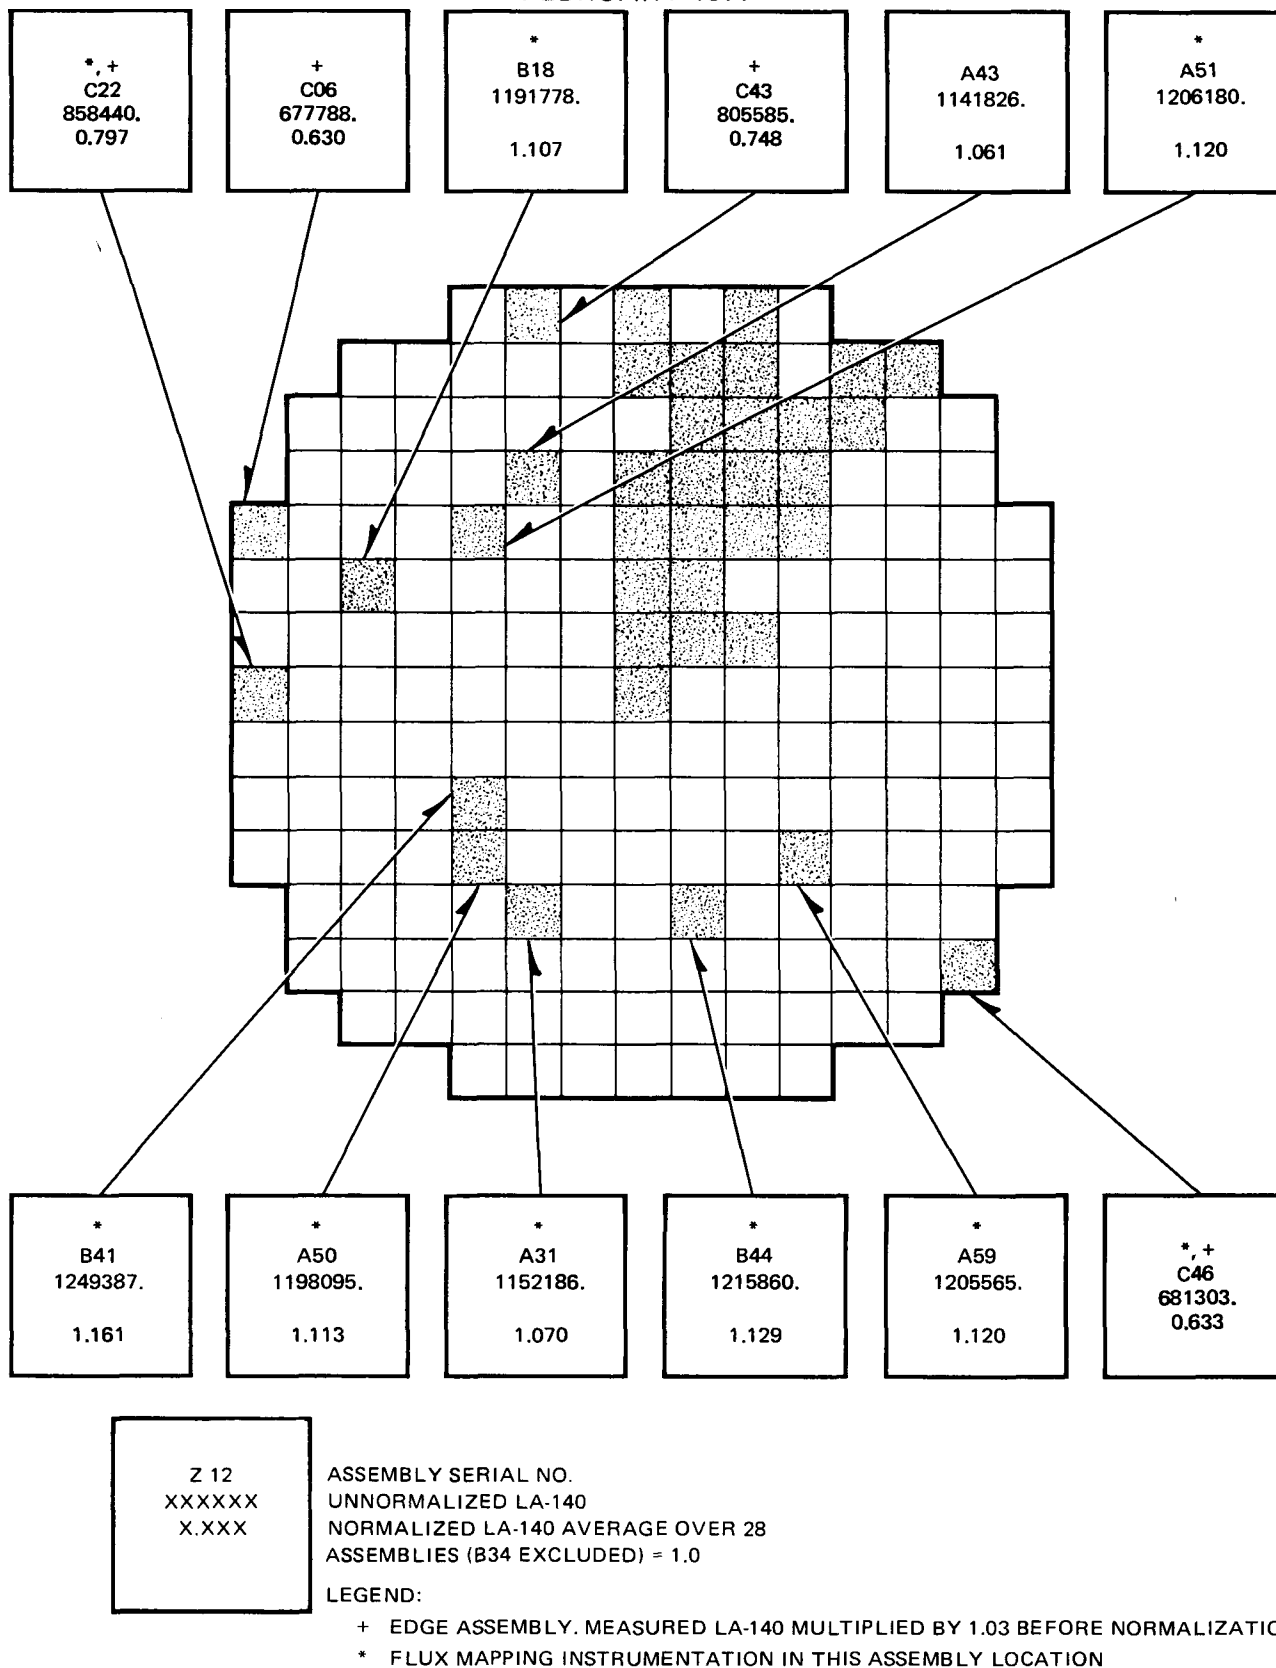 *, +
C22
858440.
0.797
+
C06
677788.
0.630
*
B18
1191778.
1.107
+
C43
805585.
0.748
A43
1141826.
1.061
*
A51
1206180.
1.120
*
B41
1249387.
1.161
*
A50
1198095.
1.113
*
A31
1152186.
1.070
*
B44
1215860.
1.129
*
A59
1205565.
1.120
*, +
C46
681303.
0.633
Z 12
XXXXXX
X.XXX
ASSEMBLY SERIAL NO.
UNNORMALIZED LA-140
NORMALIZED LA-140 AVERAGE OVER 28
ASSEMBLIES (B34 EXCLUDED) = 1.0
LEGEND:
+ EDGE ASSEMBLY. MEASURED LA-140 MULTIPLIED BY 1.03 BEFORE NORMALIZATIO
* FLUX MAPPING INSTRUMENTATION IN THIS ASSEMBLY LOCATION